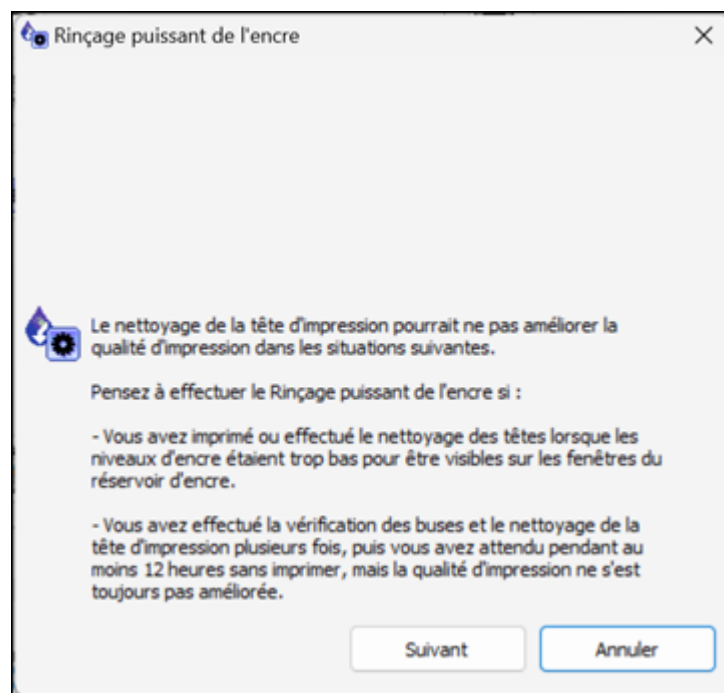 Rinçage puissant de l'encre
Le nettoyage de la tête d'impression pourrait ne pas améliorer la
qualité d'impression dans les situations suivantes.
Pensez à effectuer le Rinçage puissant de l'encre si :
- Vous avez imprimé ou effectué le nettoyage des têtes lorsque les
niveaux d'encre étaient trop bas pour être visibles sur les fenêtres du
réservoir d'encre.
- Vous avez effectué la vérification des buses et le nettoyage de la
tête d'impression plusieurs fois, puis vous avez attendu pendant au
moins 12 heures sans imprimer, mais la qualité d'impression ne s'est
toujours pas améliorée.
Suivant
Annuler